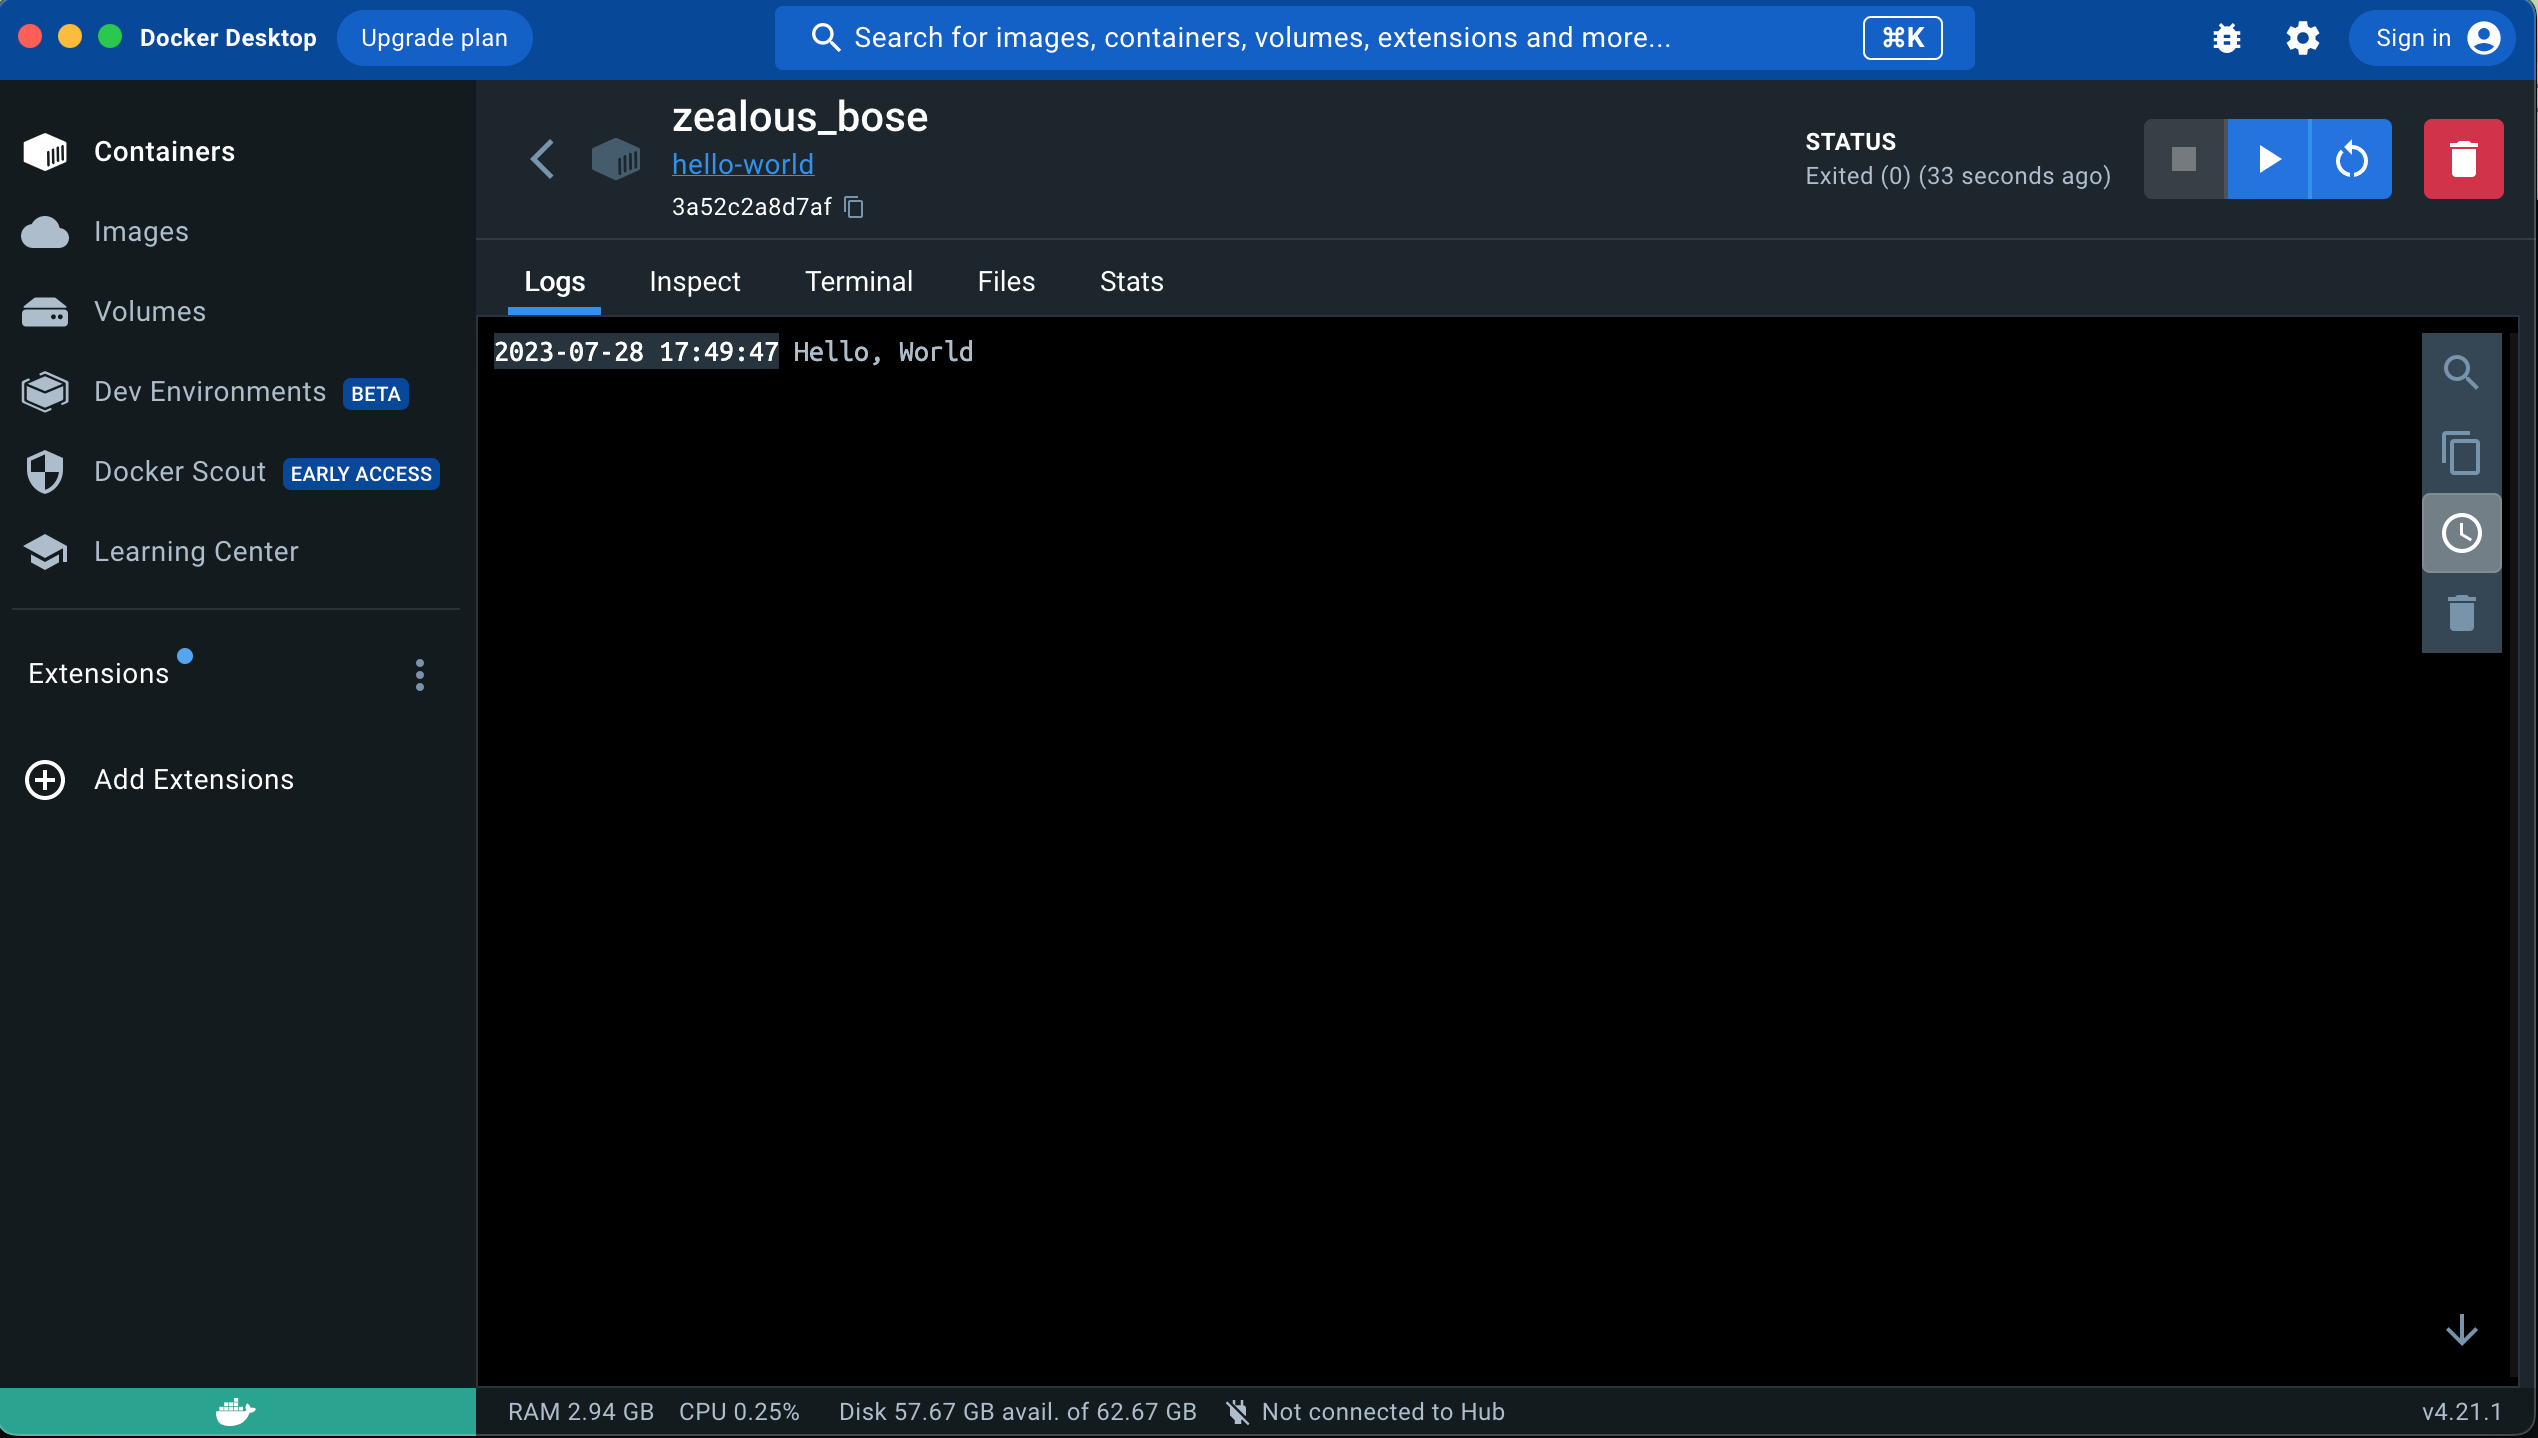 Docker Desktop
Upgrade plan
Search for images, containers, volumes, extensions and more...
⌘K
Sign in
Containers
Images
Volumes
Dev Environments BETA
Docker Scout EARLY ACCESS
Learning Center
Extensions
Add Extensions
zealous_bose
hello-world
3a52c2a8d7af
STATUS
Exited (0) (33 seconds ago)
Logs Inspect Terminal Files Stats
2023-07-28 17:49:47 Hello, World
RAM 2.94 GB CPU 0.25% Disk 57.67 GB avail. of 62.67 GB Not connected to Hub
v4.21.1